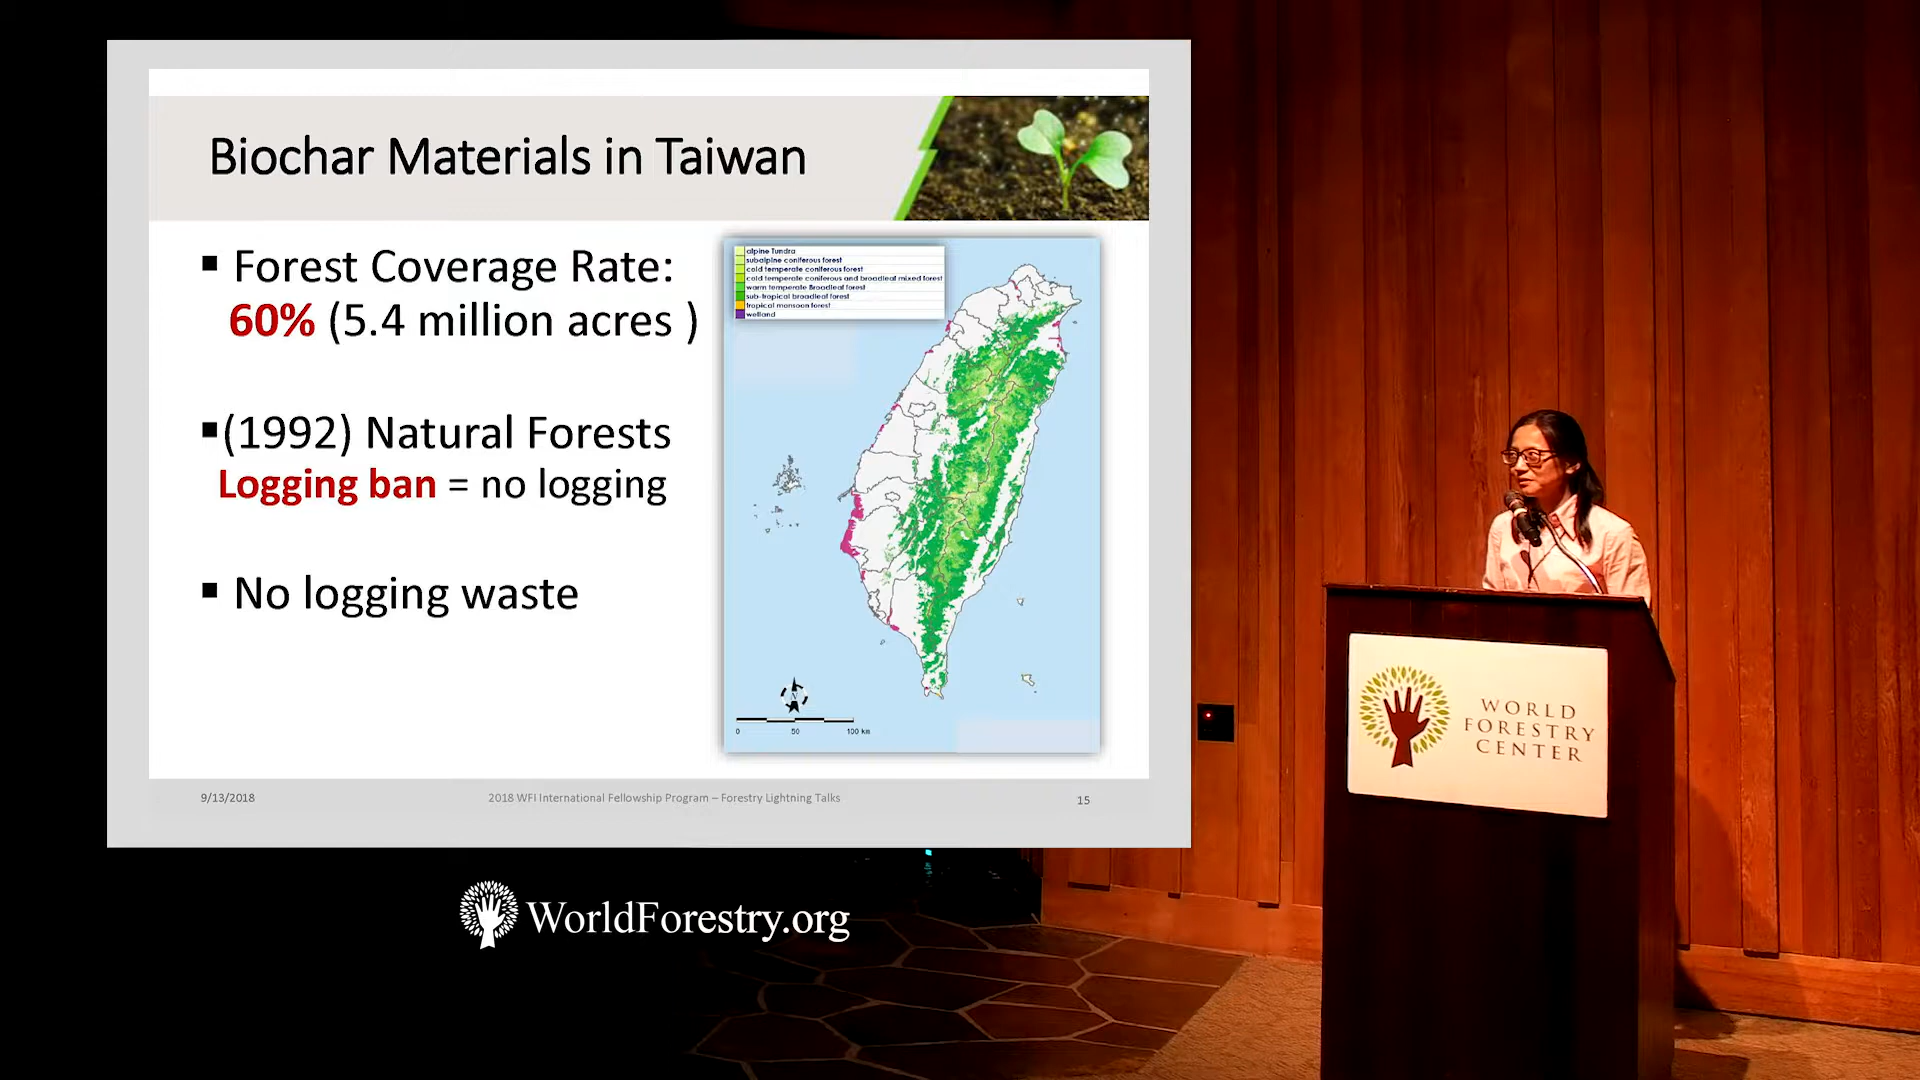 Biochar Materials in Taiwan
▪ Forest Coverage Rate:
60% (5.4 million acres )
▪(1992) Natural Forests
Logging ban = no logging
▪ No logging waste
alpine Tundra
subalpine coniferous forest
cold temperate coniferous forest
cold temperate coniferous and broadleaf mixed forest
warm temperate Broadleaf forest
sub-tropical broadleaf forest
tropical monsoon forest
wetland
N
0 50 100 km
9/13/2018
2018 WFI International Fellowship Program – Forestry Lightning Talks
15
WORLD
FORESTRY
CENTER
WorldForestry.org